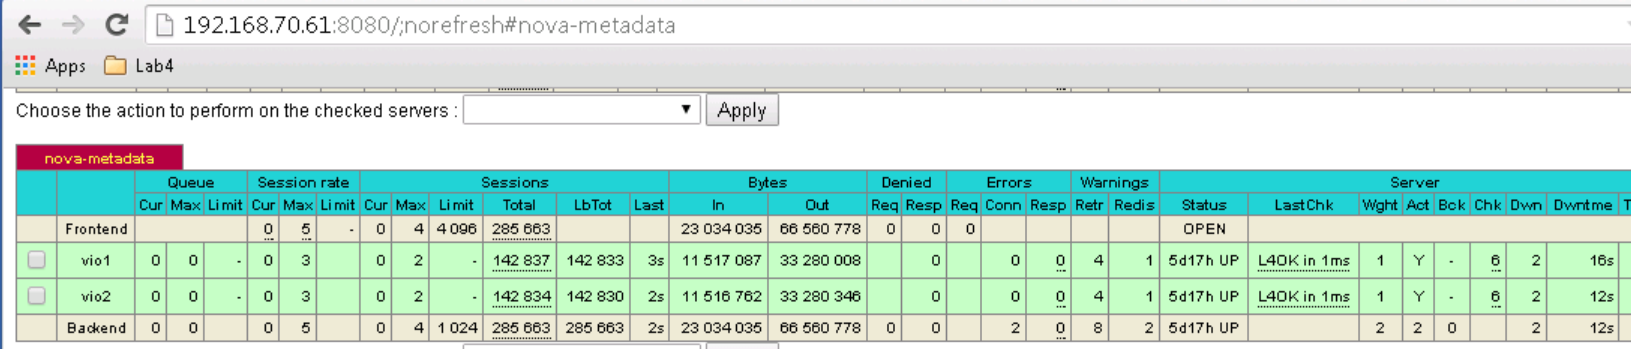 192.168.70.61:8080/;norefresh#nova-metadata
Apps Lab4
Choose the action to perform on the checked servers : Apply
nova-metadata
Queue Session rate Sessions Bytes Denied Errors Warnings Server
Cur Max Limit Cur Max Limit Cur Max Limit Total LbTot Last In Out Req Resp Req Conn Resp Retr Redis Status LastChk Wght Act Bck Chk Dwn Dwntme T
Frontend 0 5 - 0 4 4 096 285 663 23 034 035 66 560 778 0 0 0 OPEN
vio1 0 0 - 0 3 0 2 - 142 837 142 833 3s 11 517 087 33 280 008 0 0 0 4 1 5d17h UP L4OK in 1ms 1 Y - 6 2 16s
vio2 0 0 - 0 3 0 2 - 142 834 142 830 2s 11 516 762 33 280 346 0 0 0 4 1 5d17h UP L4OK in 1ms 1 Y - 6 2 12s
Backend 0 0 0 5 0 4 1 024 285 663 285 663 2s 23 034 035 66 560 778 0 0 2 0 8 2 5d17h UP 2 2 0 2 12s